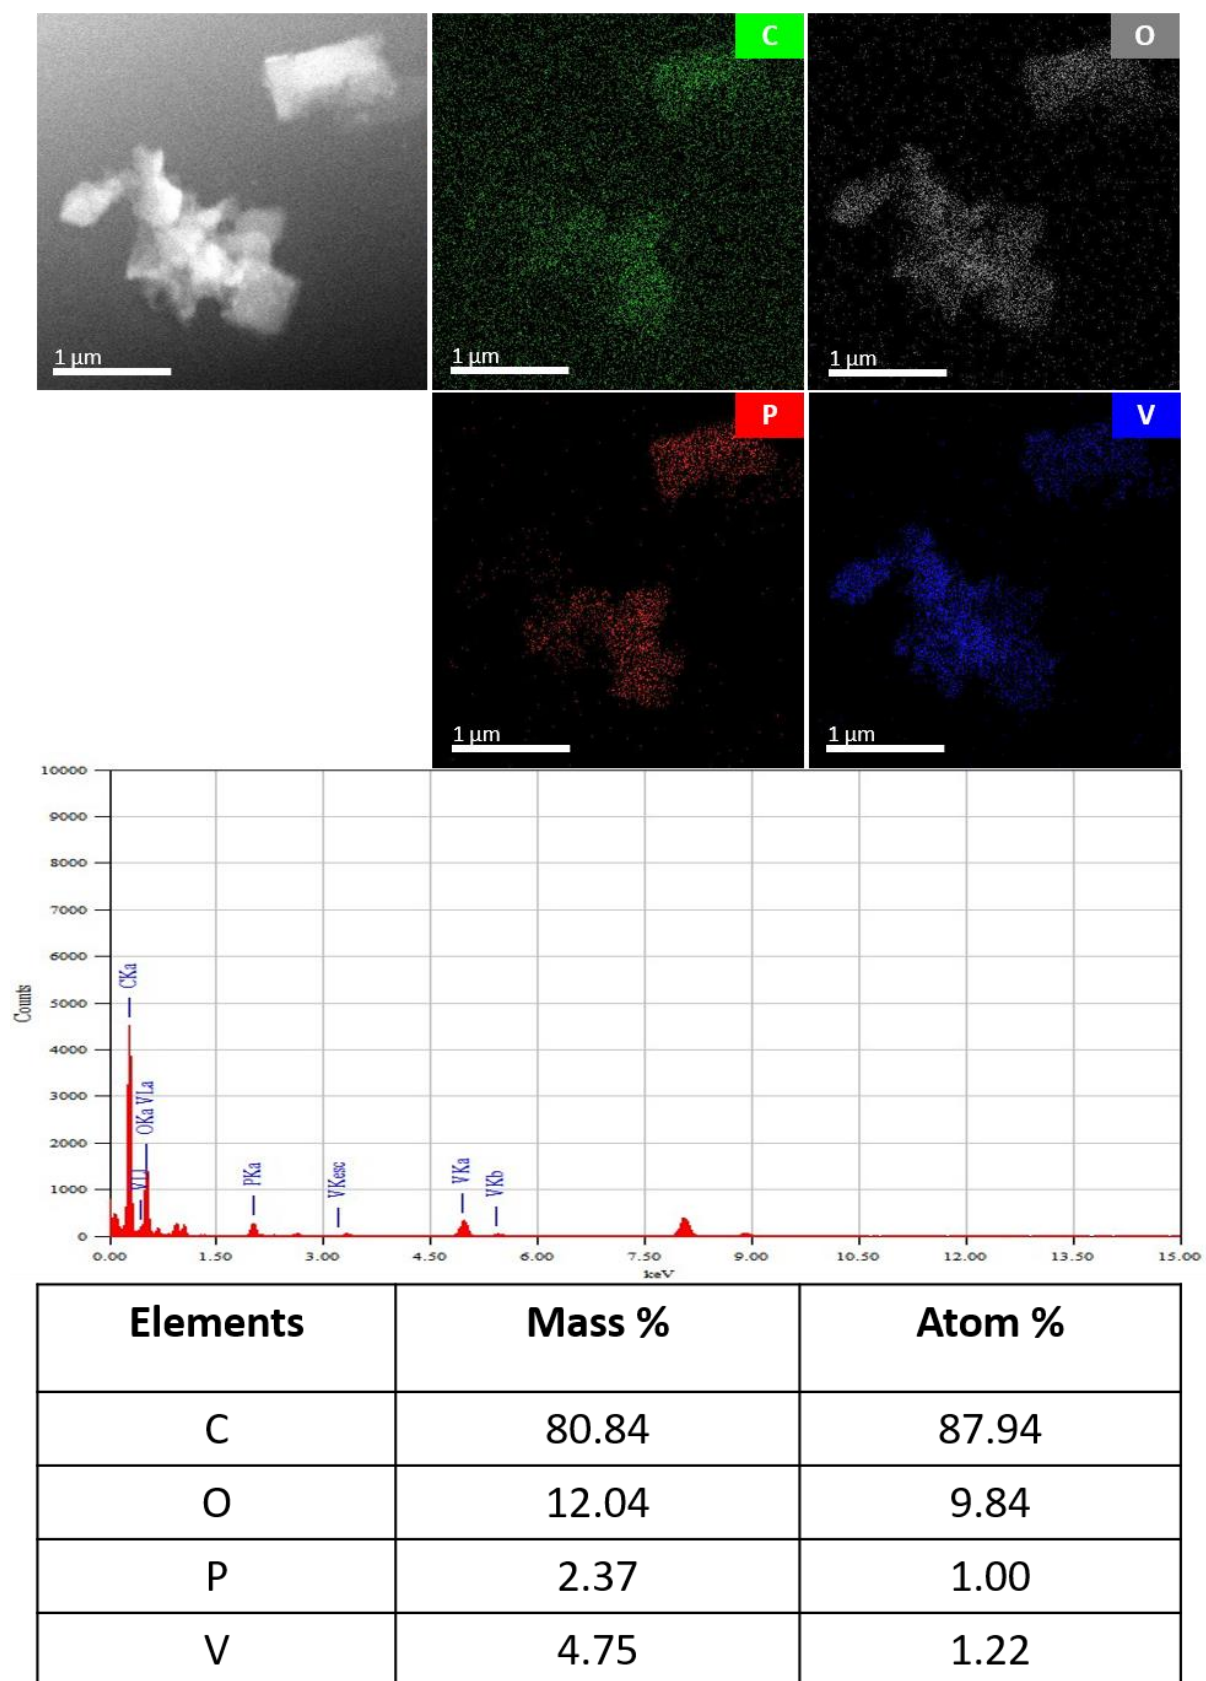 C
O
1 µm
1 µm
1 µm
P
V
1 µm
1 µm
10000
9000
8000
7000
6000
5000
4000
3000
2000
1000
0
Counts
CKa
VLl
OKa VLa
PKa
VKesc
VKa
VKb
0.00 1.50 3.00 4.50 6.00 7.50 9.00 10.50 12.00 13.50 15.00
keV
Elements Mass % Atom %
C 80.84 87.94
O 12.04 9.84
P 2.37 1.00
V 4.75 1.22